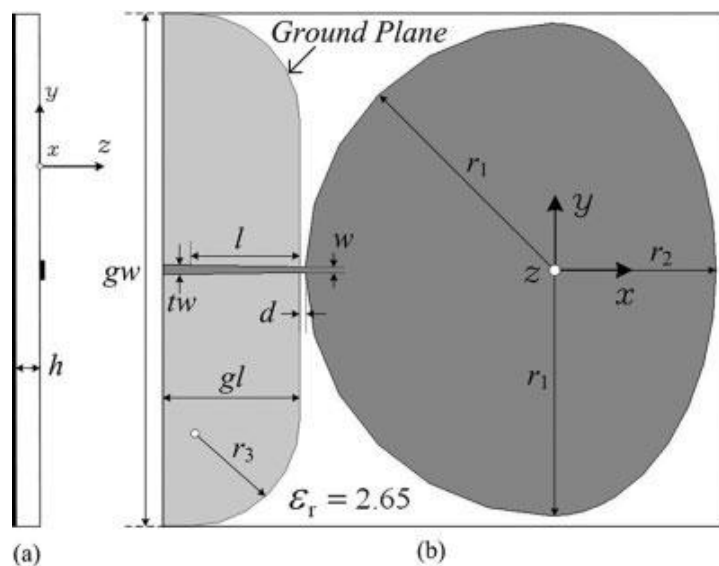 Ground Plane
y
x
z
r₁
l
w
y
r₂
gw
z
x
tw
d
h
gl
r₁
r₃
εᵣ = 2.65
(a)
(b)